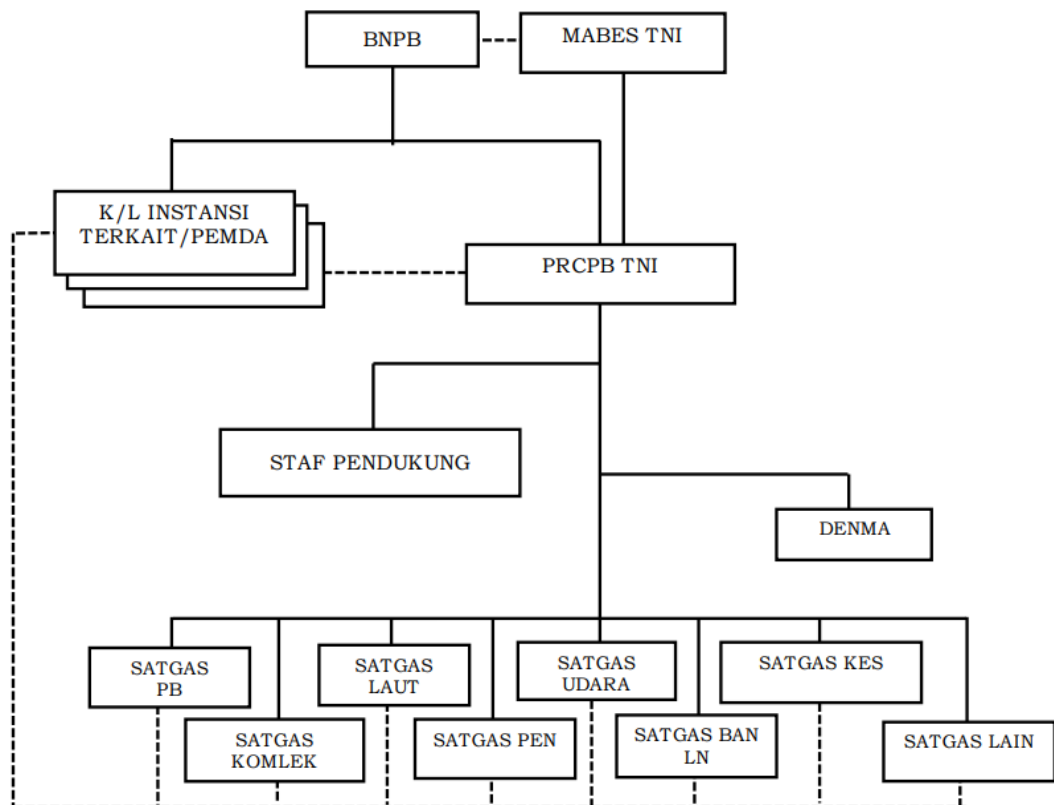 BNPB
MABES TNI
K/L INSTANSI
TERKAIT/PEMDA
PRCPB TNI
STAF PENDUKUNG
DENMA
SATGAS
PB
SATGAS
KOMLEK
SATGAS
LAUT
SATGAS PEN
SATGAS
UDARA
SATGAS BAN
LN
SATGAS KES
SATGAS LAIN